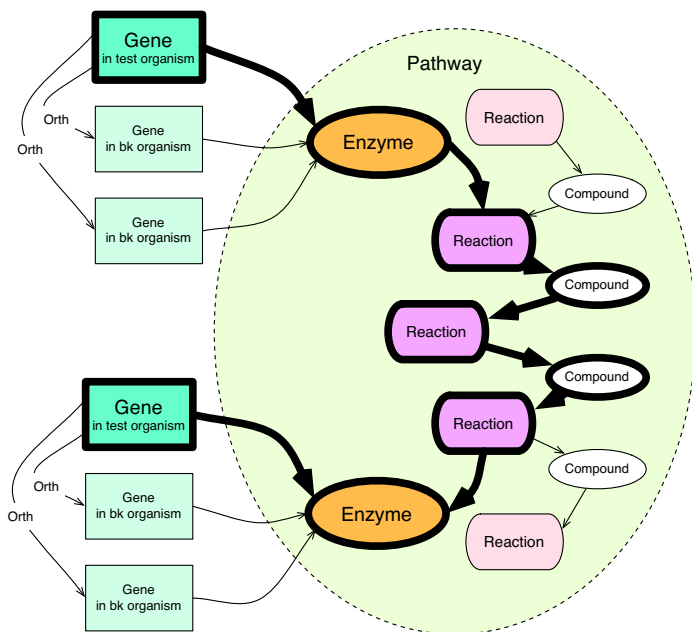 Gene
in test organism
Pathway
Orth
Gene
in bk organism
Enzyme
Reaction
Orth
Compound
Gene
in bk organism
Reaction
Compound
Reaction
Compound
Gene
in test organism
Reaction
Orth
Compound
Gene
in bk organism
Orth
Enzyme
Reaction
Gene
in bk organism